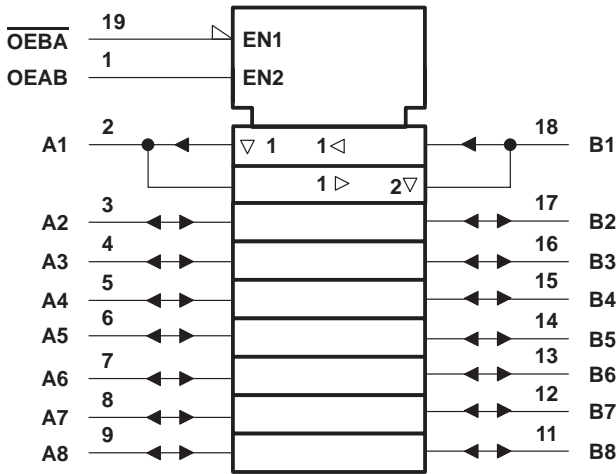 OEBA 19 EN1
OEAB 1 EN2
A1 2 ▽ 1 1 ◁ 18 B1
1 ▷ 2 ▽
A2 3 17 B2
A3 4 16 B3
A4 5 15 B4
A5 6 14 B5
A6 7 13 B6
A7 8 12 B7
A8 9 11 B8